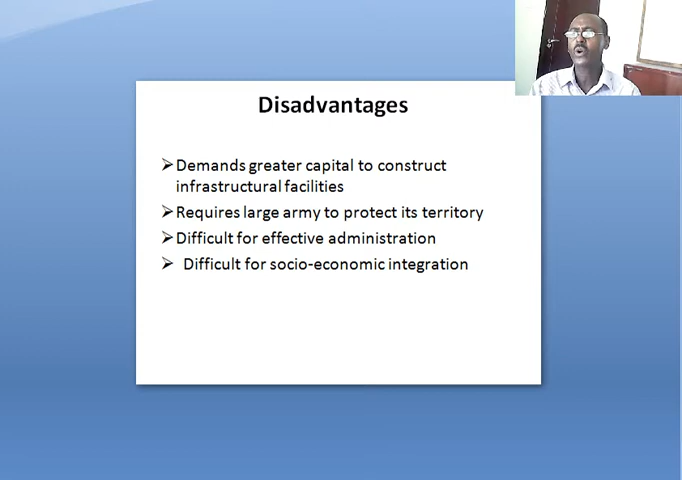 Disadvantages
➢Demands greater capital to construct
infrastructural facilities
➢Requires large army to protect its territory
➢Difficult for effective administration
➢ Difficult for socio-economic integration